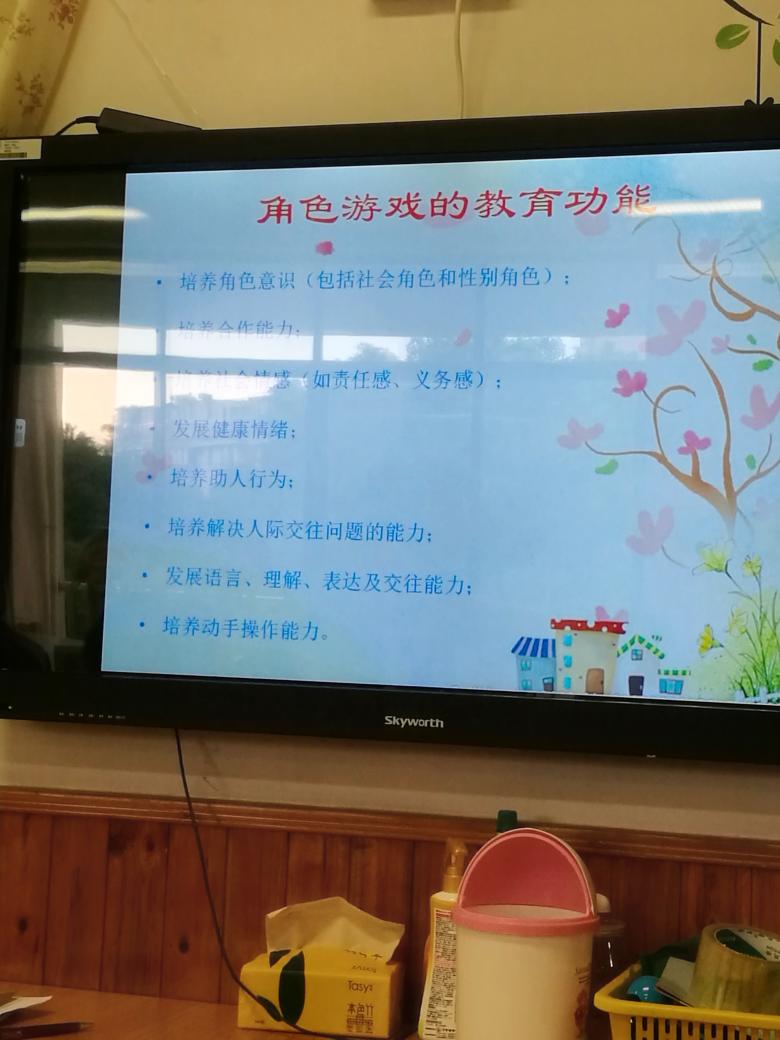 角色游戏的教育功能
• 培养角色意识（包括社会角色和性别角色）;
• 培养合作能力;
• 培养社会情感（如责任感、义务感）;
• 发展健康情绪;
• 培养助人行为;
• 培养解决人际交往问题的能力;
• 发展语言、理解、表达及交往能力;
• 培养动手操作能力。
Skyworth